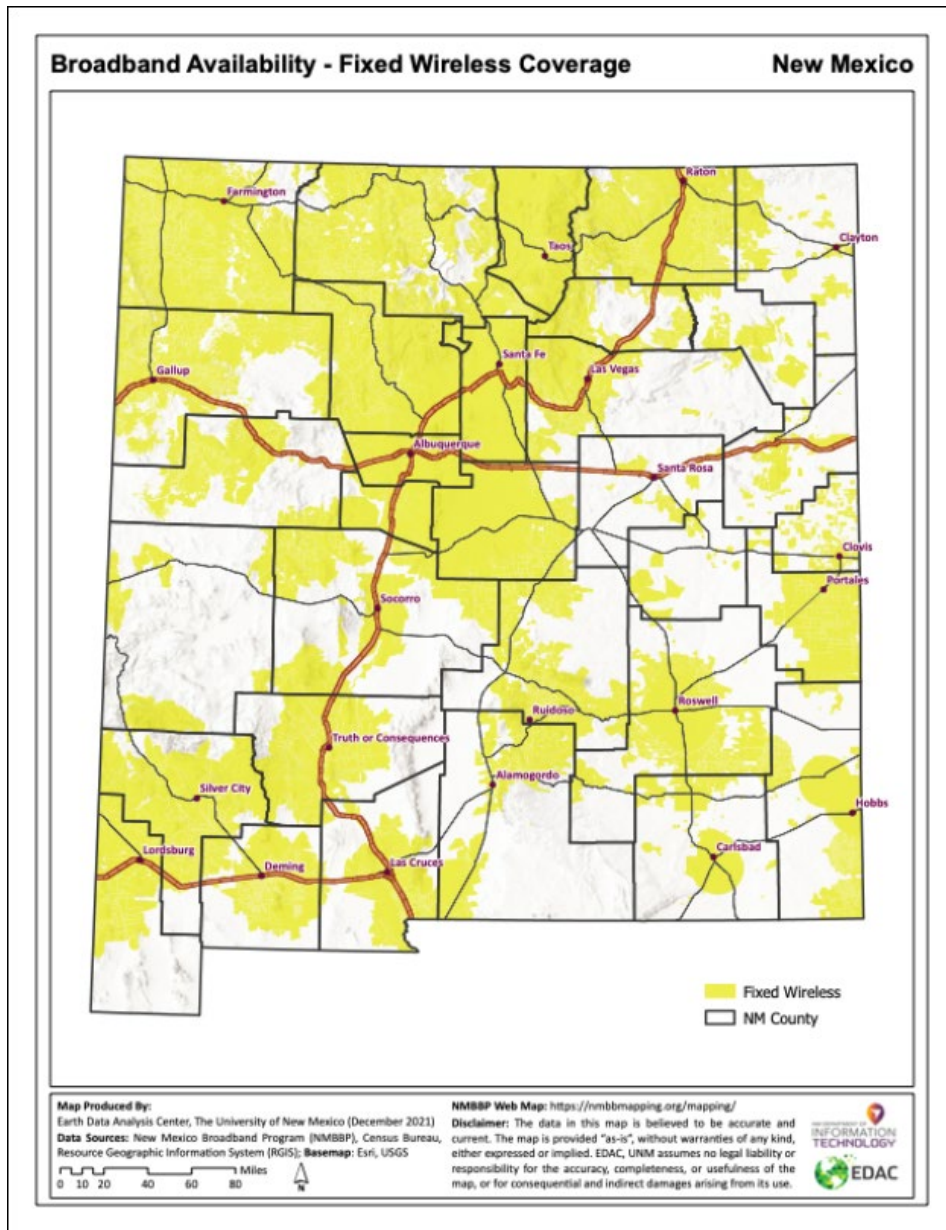 Broadband Availability - Fixed Wireless Coverage New Mexico
Raton
Farmington
Clayton
Taos
Santa Fe
Gallup
Las Vegas
Albuquerque
Santa Rosa
Clovis
Portales
Socorro
Roswell
Ruidoso
Truth or Consequences
Alamogordo
Silver City
Hobbs
Lordsburg
Carlsbad
Deming
Las Cruces
Fixed Wireless
NM County
Map Produced By:
Earth Data Analysis Center, The University of New Mexico (December 2021)
Data Sources: New Mexico Broadband Program (NMBBP), Census Bureau,
Resource Geographic Information System (RGIS); Basemap: Esri, USGS
Miles
0 10 20 40 60 80
N
NMBBP Web Map: https://nmbbmapping.org/mapping/
Disclaimer: The data in this map is believed to be accurate and
current. The map is provided "as-is", without warranties of any kind,
either expressed or implied. EDAC, UNM assumes no legal liability or
responsibility for the accuracy, completeness, or usefulness of the
map, or for consequential and indirect damages arising from its use.
NM DEPARTMENT OF
INFORMATION
TECHNOLOGY
EDAC